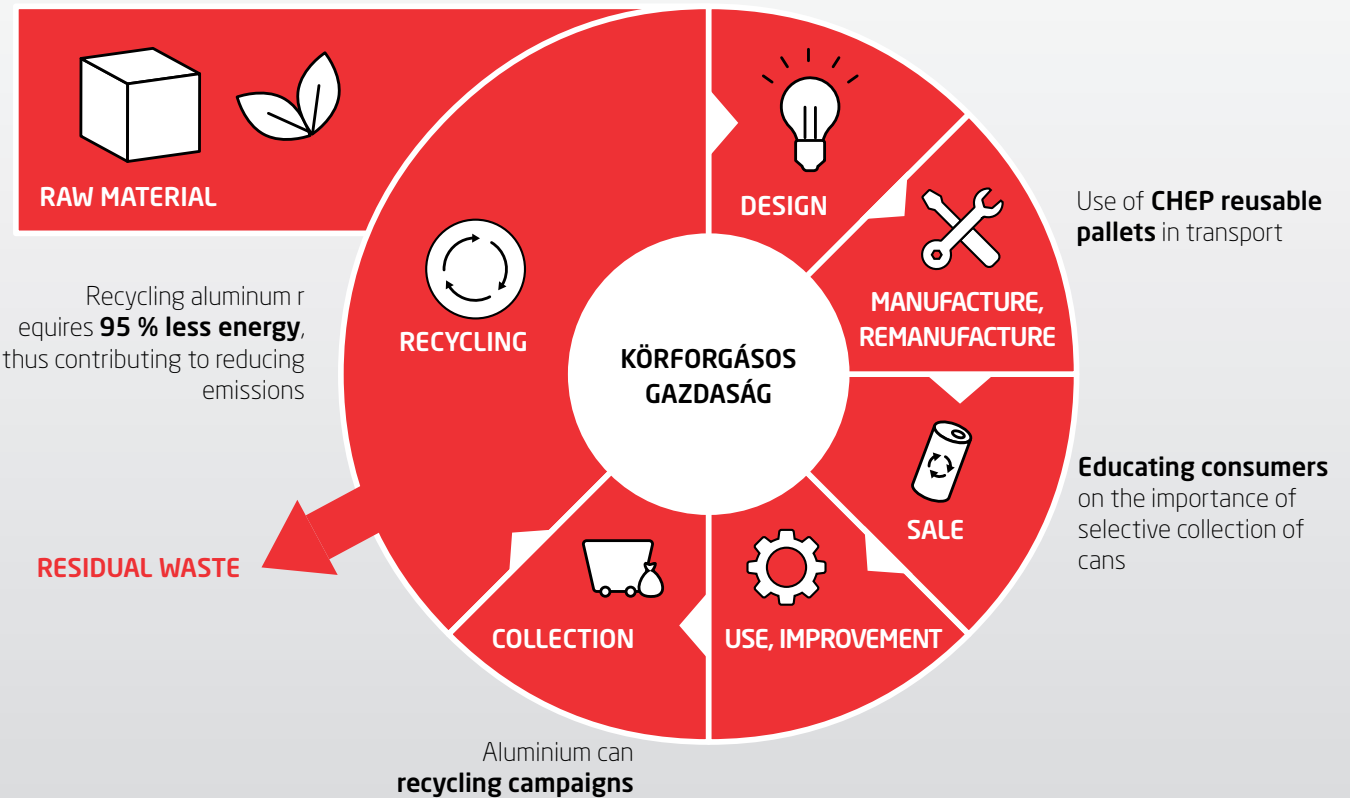 RAW MATERIAL
DESIGN
Use of CHEP reusable
pallets in transport
MANUFACTURE,
REMANUFACTURE
Recycling aluminum r
equires 95 % less energy,
thus contributing to reducing
emissions
RECYCLING
KÖRFORGÁSOS
GAZDASÁG
Educating consumers
on the importance of
selective collection of
cans
SALE
RESIDUAL WASTE
COLLECTION
USE, IMPROVEMENT
Aluminium can
recycling campaigns